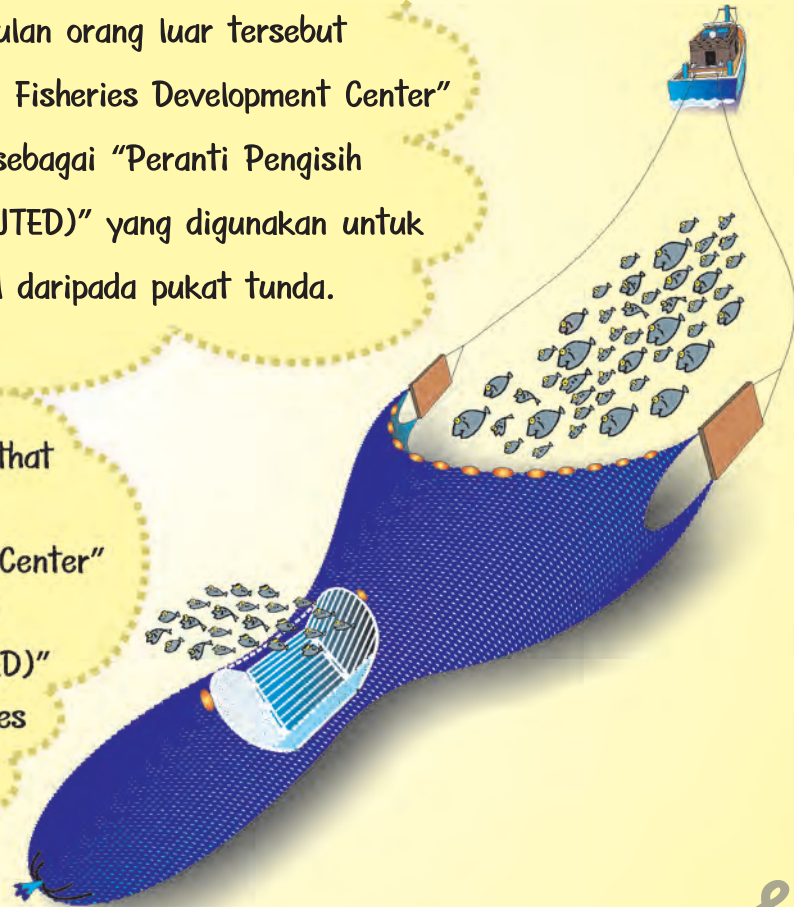 ulan orang luar tersebut
Fisheries Development Center”
sebagai “Peranti Pengisih
JTED)” yang digunakan untuk
daripada pukat tunda.
that
Center”
D)”
es